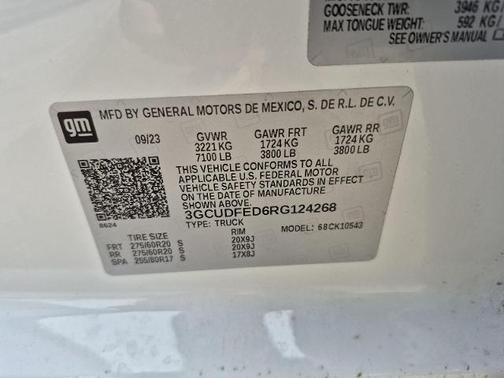 GOOSENECK TWR: 3946 KG
MAX TONGUE WEIGHT: 592 KG
SEE OWNER'S MANUAL
gm
MFD BY GENERAL MOTORS DE MEXICO, S. DE R.L. DE C.V.
09/23 GVWR GAWR FRT GAWR RR
3221 KG 1724 KG 1724 KG
7100 LB 3800 LB 3800 LB
THIS VEHICLE CONFORMS TO ALL
APPLICABLE U.S. FEDERAL MOTOR
VEHICLE SAFETY STANDARDS IN EFFECT
ON THE DATE OF MANUFACTURE SHOWN
ABOVE.
3GCUDFED6RG124268
TYPE: TRUCK MODEL: 68CK10543
8624
TIRE SIZE RIM
FRT 275/60R20 S 20X9J
RR 275/60R20 S 20X9J
SPA 255/80R17 S 17X8J